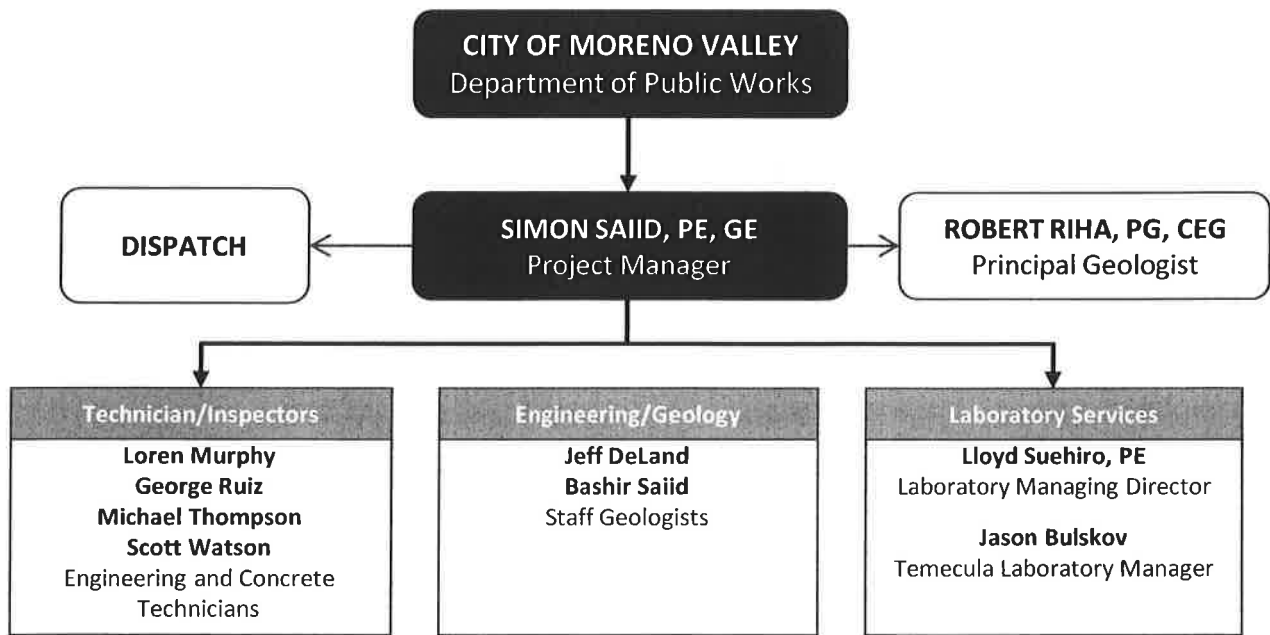 CITY OF MORENO VALLEY
Department of Public Works
DISPATCH
SIMON SAIID, PE, GE
Project Manager
ROBERT RIHA, PG, CEG
Principal Geologist
Technician/Inspectors
Loren Murphy
George Ruiz
Michael Thompson
Scott Watson
Engineering and Concrete
Technicians
Engineering/Geology
Jeff DeLand
Bashir Saiid
Staff Geologists
Laboratory Services
Lloyd Suehiro, PE
Laboratory Managing Director
Jason Bulskov
Temecula Laboratory Manager